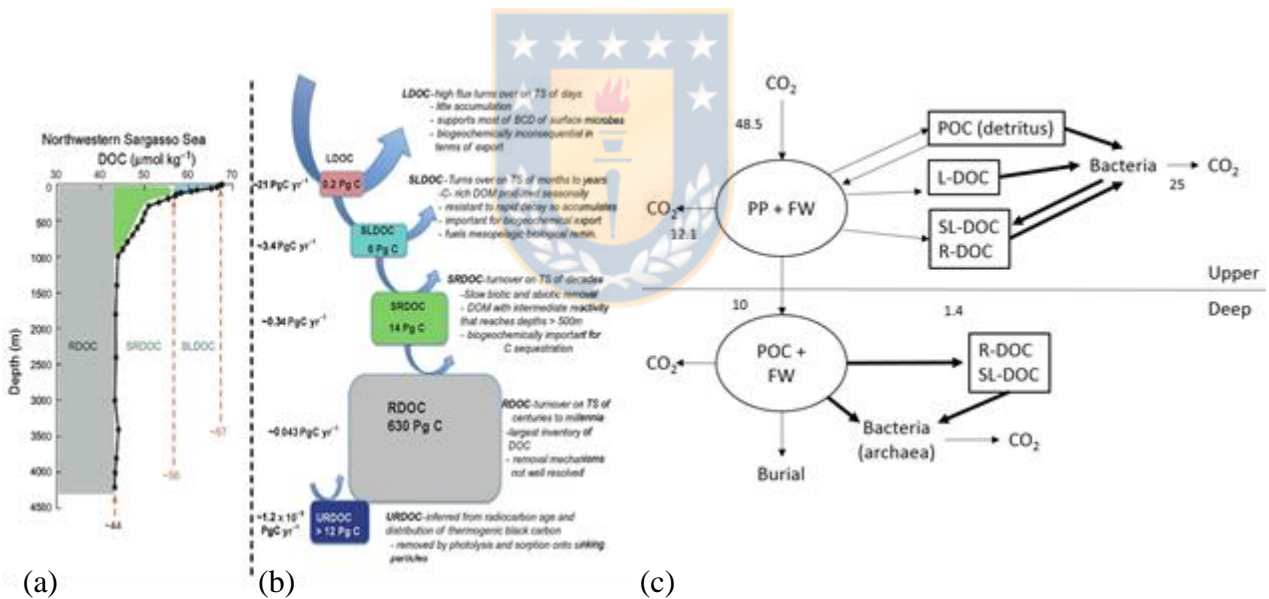 Northwestern Sargasso Sea
DOC (μmol kg⁻¹)
30 40 50 60 70
0
500
1000
1500
2000
2500
3000
3500
4000
4500
Depth (m)
RDOC
SRDOC
SLDOC
~44
~56
~67
(a)
LDOC
0.2 Pg C
~21 PgC yr⁻¹
LDOC-high flux turns over on TS of days
- little accumulation
- supports most of BCD of surface microbes
- biogeochemically inconsequential in
terms of export
SLDOC
6 Pg C
~3.4 PgC yr⁻¹
SLDOC-Turns over on TS of months to years
-C- rich DOM produced seasonally
- resistant to rapid decay so accumulates
- important for biogeochemical export
- fuels mesopelagic biological remin.
SRDOC
14 Pg C
~0.34 PgC yr⁻¹
SRDOC-turnover on TS of decades
-Slow biotic and abiotic removal
- DOM with intermediate reactivity
that reaches depths > 500m
- biogeochemically important for
C sequestration
RDOC
630 Pg C
~0.043 PgC yr⁻¹
RDOC-turnover on TS of
centuries to millennia
-largest inventory of
DOC
- removal mechanisms
not well resolved
URDOC
> 12 Pg C
~1.2 x 10
PgC yr⁻¹
URDOC-inferred from radiocarbon age and
distribution of thermogenic black carbon
- removed by photolysis and sorption onto sinking
particles
(b)
CO₂
48.5
PP + FW
CO₂
12.1
POC (detritus)
L-DOC
SL-DOC
R-DOC
Bacteria
CO₂
25
Upper
Deep
10
1.4
POC +
FW
CO₂
R-DOC
SL-DOC
Bacteria
(archaea)
CO₂
Burial
(c)